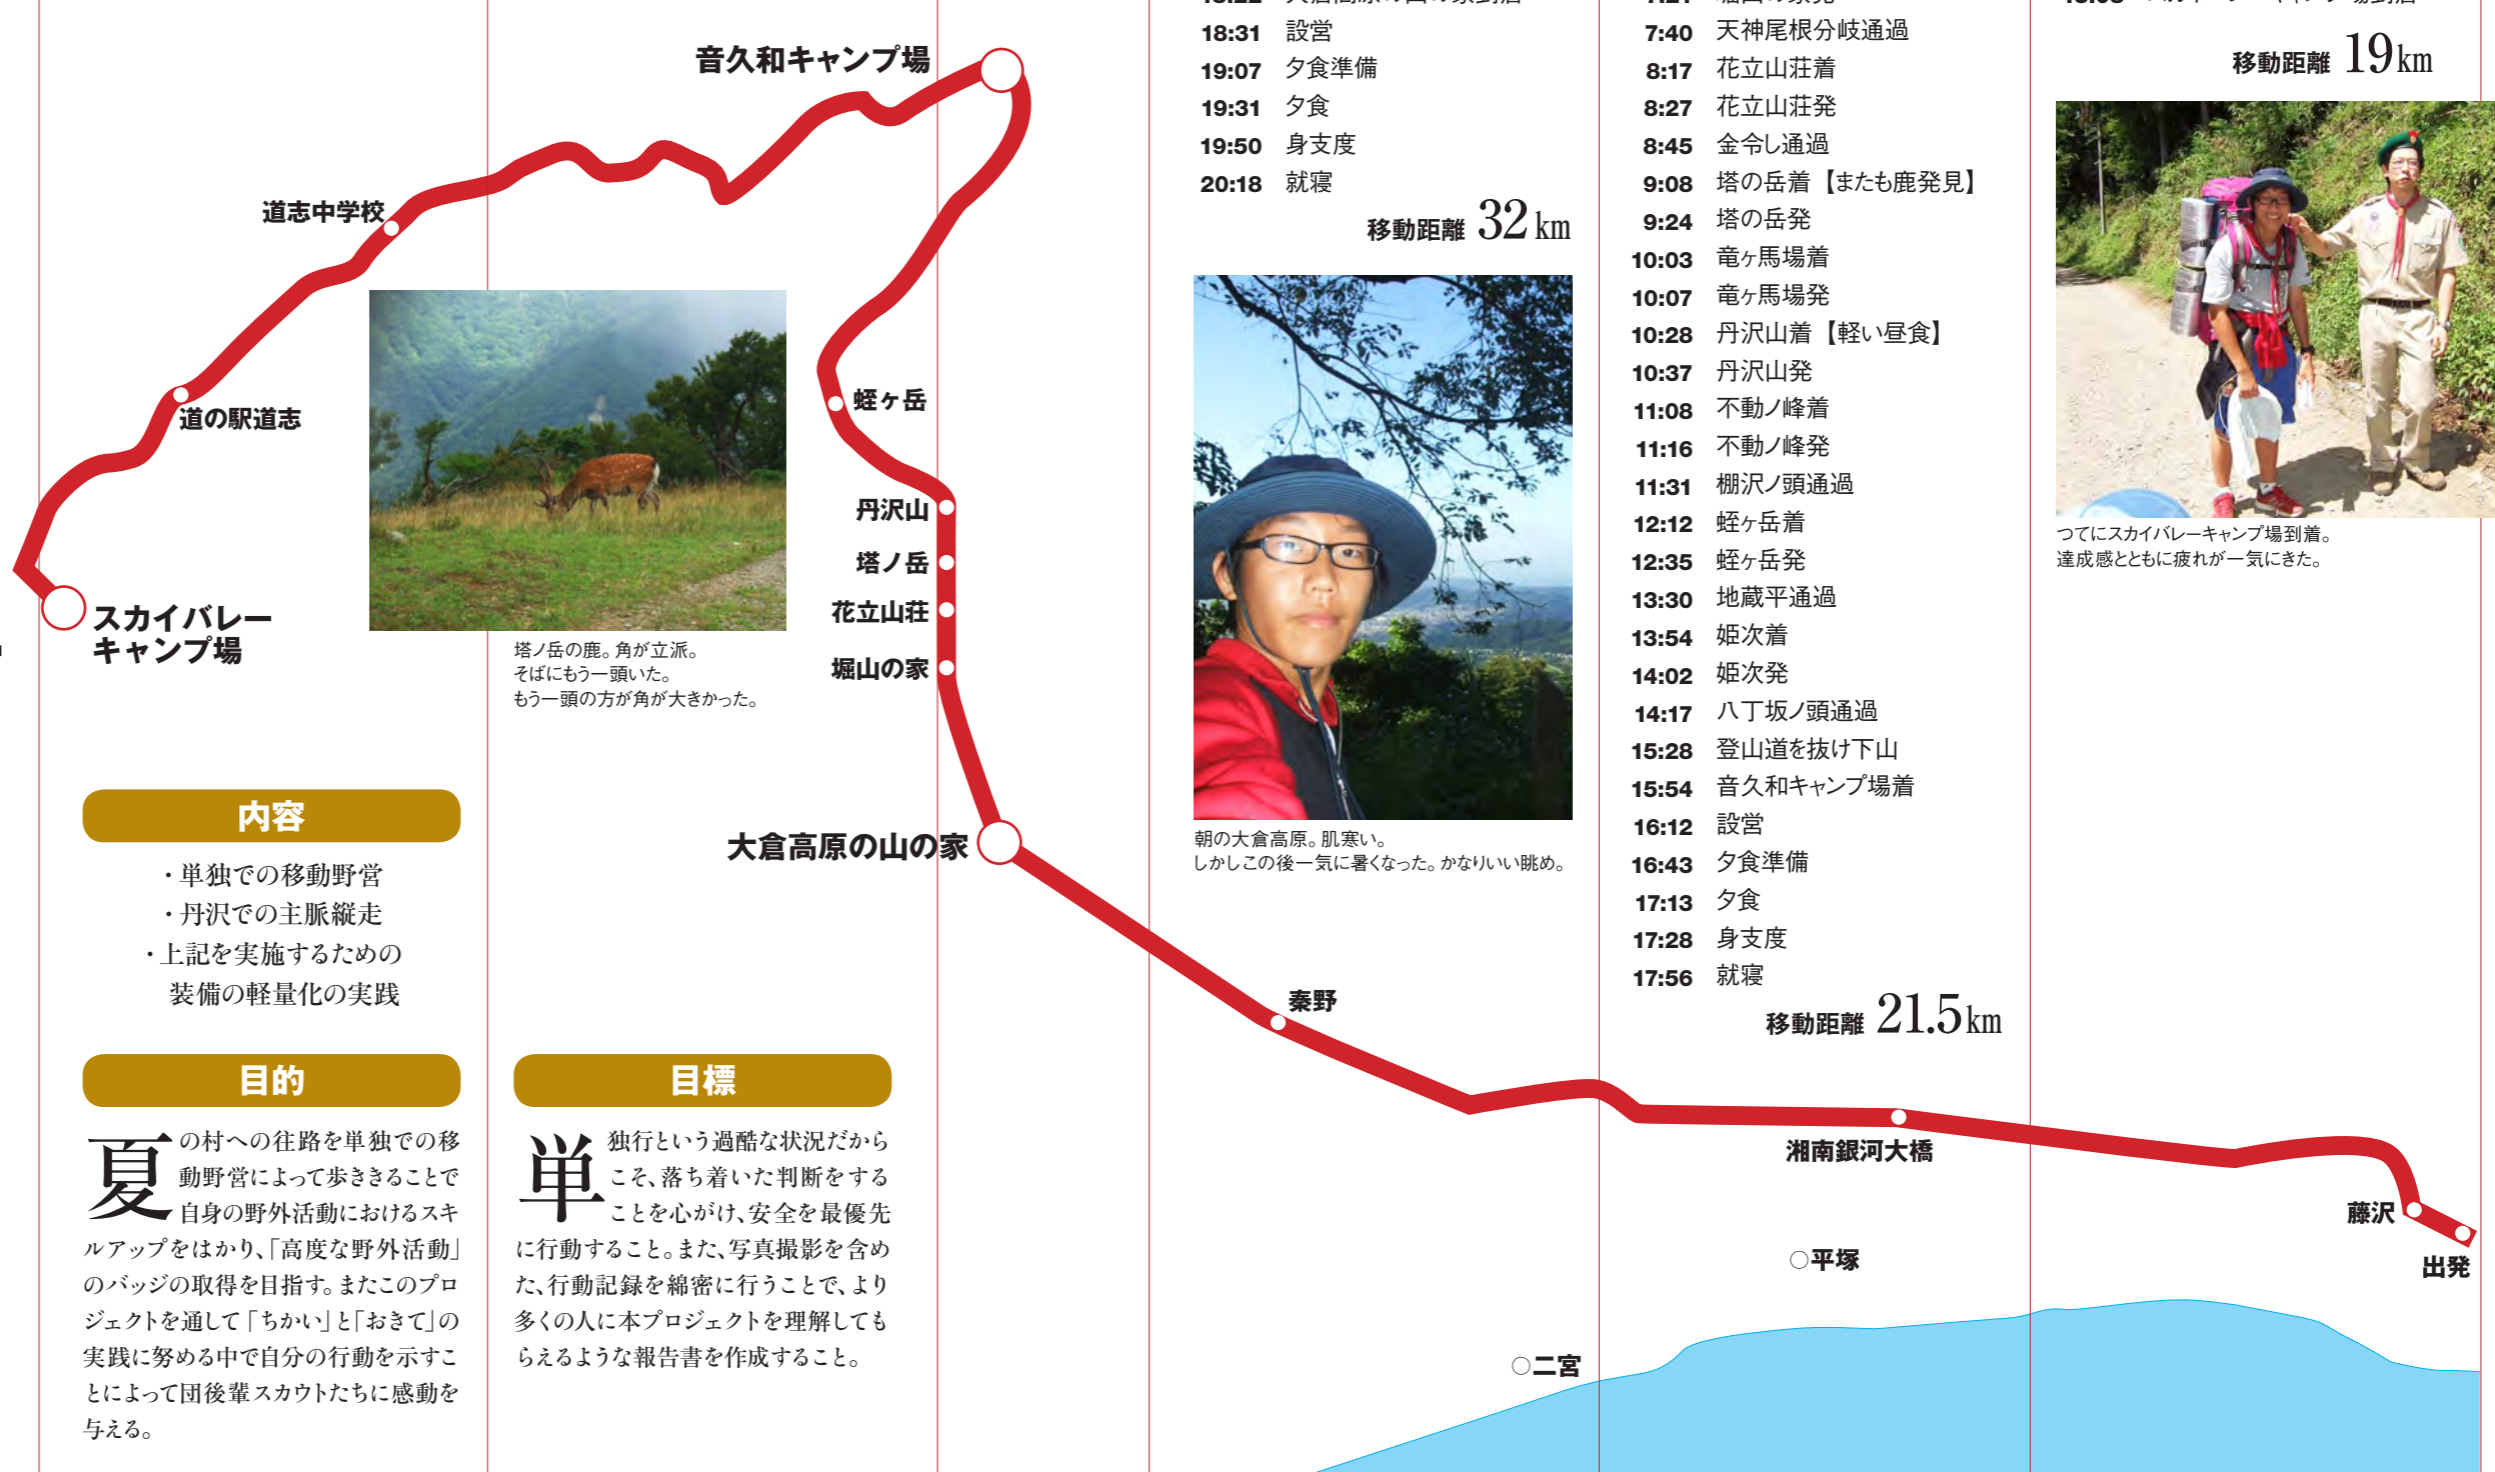 音久和キャンプ場
道志中学校
道の駅道志
スカイバレー
キャンプ場
蛭ヶ岳
丹沢山
塔ノ岳
花立山荘
堀山の家
大倉高原の山の家
秦野
湘南銀河大橋
藤沢
出発
○平塚
○二宮
塔ノ岳の鹿。角が立派。
そばにもう一頭いた。
もう一頭の方が角が大きかった。
内容
・単独での移動野営
・丹沢での主脈縦走
・上記を実施するための
装備の軽量化の実践
目的
夏の村への往路を単独での移
動野営によって歩ききることで
自身の野外活動におけるスキ
ルアップをはかり、「高度な野外活動」
のバッジの取得を目指す。またこのプロ
ジェクトを通して「ちかい」と「おきて」の
実践に努める中で自分の行動を示すこ
とによって団後輩スカウトたちに感動を
与える。
目標
単独行という過酷な状況だから
こそ、落ち着いた判断をする
ことを心がけ、安全を最優先
に行動すること。また、写真撮影を含め
た、行動記録を綿密に行うことで、より
多くの人に本プロジェクトを理解しても
らえるような報告書を作成すること。
18:31 設営
19:07 夕食準備
19:31 夕食
19:50 身支度
20:18 就寝
移動距離 32km
朝の大倉高原。肌寒い。
しかしこの後一気に暑くなった。かなりいい眺め。
7:40 天神尾根分岐通過
8:17 花立山荘着
8:27 花立山荘発
8:45 金令し通過
9:08 塔の岳着【またも鹿発見】
9:24 塔の岳発
10:03 竜ヶ馬場着
10:07 竜ヶ馬場発
10:28 丹沢山着【軽い昼食】
10:37 丹沢山発
11:08 不動ノ峰着
11:16 不動ノ峰発
11:31 棚沢ノ頭通過
12:12 蛭ヶ岳着
12:35 蛭ヶ岳発
13:30 地蔵平通過
13:54 姫次着
14:02 姫次発
14:17 八丁坂ノ頭通過
15:28 登山道を抜け下山
15:54 音久和キャンプ場着
16:12 設営
16:43 夕食準備
17:13 夕食
17:28 身支度
17:56 就寝
移動距離 21.5km
移動距離 19km
つてにスカイバレーキャンプ場到着。
達成感とともに疲れが一気にきた。